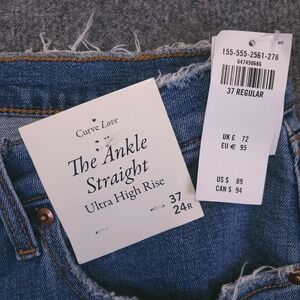 Curve Love
The Ankle
Straight
Ultra High Rise
37
24R
155-555-2561-278
647450686
37 REGULAR
UK £ 72
EU € 95
US $ 89
CAN $ 94